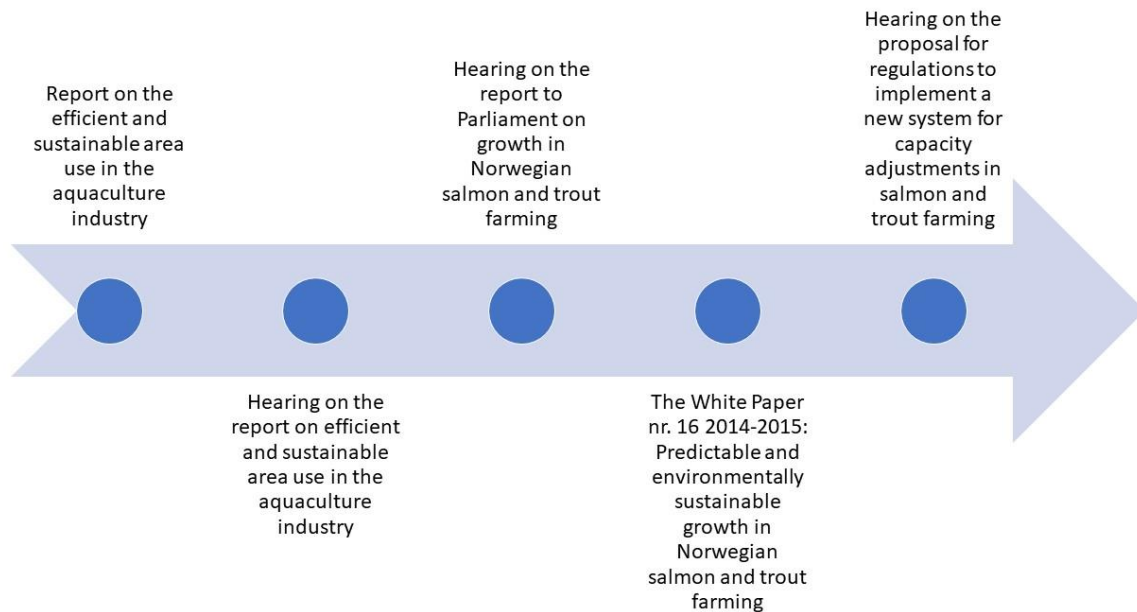 Report on the
efficient and
sustainable area
use in the
aquaculture
industry
Hearing on the
report on efficient
and sustainable
area use in the
aquaculture
industry
Hearing on the
report to
Parliament on
growth in
Norwegian
salmon and trout
farming
The White Paper
nr. 16 2014-2015:
Predictable and
environmentally
sustainable
growth in
Norwegian
salmon and trout
farming
Hearing on the
proposal for
regulations to
implement a
new system for
capacity
adjustments in
salmon and
trout farming